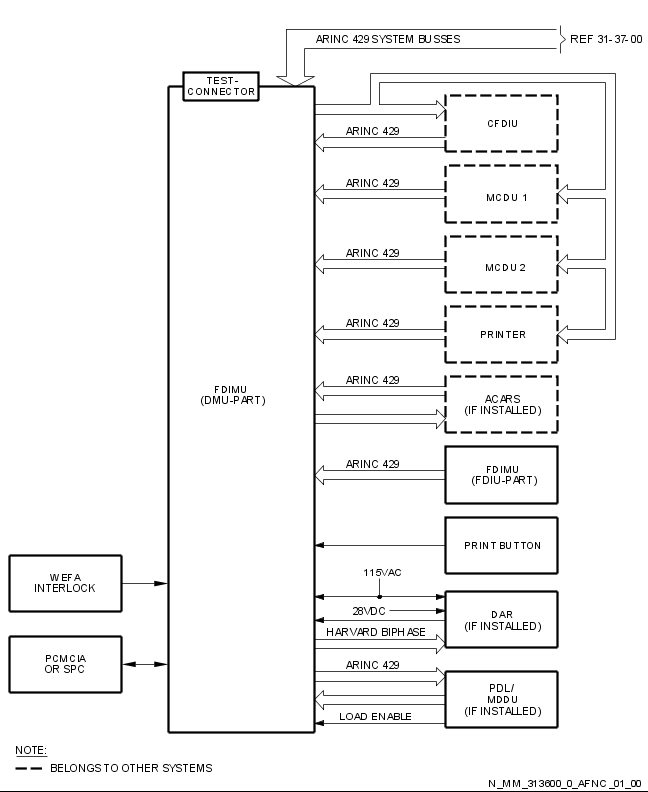 ARINC 429 SYSTEM BUSSES
REF 31-37-00
TEST-
CONNECTOR
CFDIU
ARINC 429
ARINC 429
MCDU 1
ARINC 429
MCDU 2
ARINC 429
PRINTER
FDIMU
(DMU-PART)
ARINC 429
ACARS
(IF INSTALLED)
ARINC 429
FDIMU
(FDIU-PART)
PRINT BUTTON
WEFA
INTERLOCK
115VAC
28VDC
DAR
(IF INSTALLED)
HARVARD BIPHASE
PCMCIA
OR SPC
ARINC 429
PDL/
MDDU
(IF INSTALLED)
LOAD ENABLE
NOTE:
BELONGS TO OTHER SYSTEMS
N_MM_313600_0_AFNC_01_00